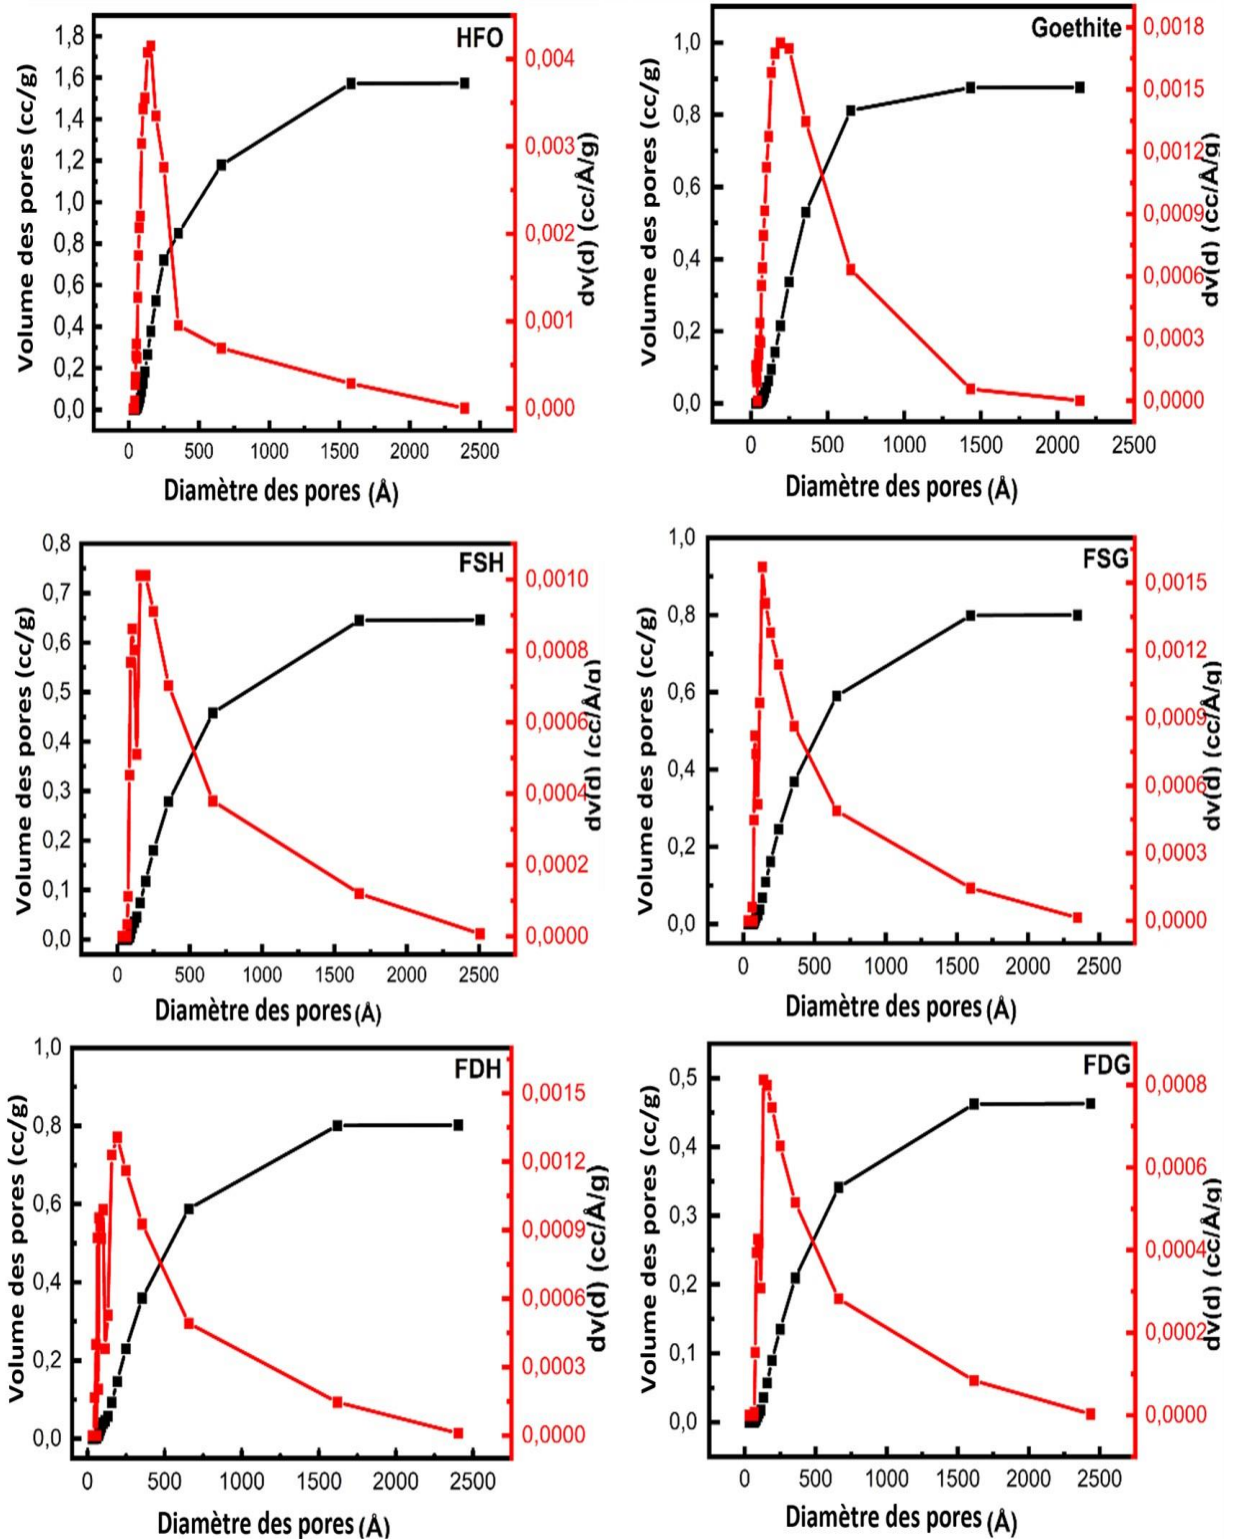 HFO
Volume des pores (cc/g)
1,8
1,6
1,4
1,2
1,0
0,8
0,6
0,4
0,2
0,0
0,004
0,003
0,002
0,001
0,000
dv(d) (cc/Å/g)
0 500 1000 1500 2000 2500
Diamètre des pores (Å)
Goethite
Volume des pores (cc/g)
1,0
0,8
0,6
0,4
0,2
0,0
0,0018
0,0015
0,0012
0,0009
0,0006
0,0003
0,0000
dv(d) (cc/Å/g)
0 500 1000 1500 2000 2500
Diamètre des pores (Å)
FSH
Volume des pores (cc/g)
0,8
0,7
0,6
0,5
0,4
0,3
0,2
0,1
0,0
0,0010
0,0008
0,0006
0,0004
0,0002
0,0000
dv(d) (cc/Å/g)
0 500 1000 1500 2000 2500
Diamètre des pores (Å)
FSG
Volume des pores (cc/g)
1,0
0,8
0,6
0,4
0,2
0,0
0,0015
0,0012
0,0009
0,0006
0,0003
0,0000
dv(d) (cc/Å/g)
0 500 1000 1500 2000 2500
Diamètre des pores (Å)
FDH
Volume des pores (cc/g)
1,0
0,8
0,6
0,4
0,2
0,0
0,0015
0,0012
0,0009
0,0006
0,0003
0,0000
dv(d) (cc/Å/g)
0 500 1000 1500 2000 2500
Diamètre des pores (Å)
FDG
Volume des pores (cc/g)
0,5
0,4
0,3
0,2
0,1
0,0
0,0008
0,0006
0,0004
0,0002
0,0000
dv(d) (cc/Å/g)
0 500 1000 1500 2000 2500
Diamètre des pores (Å)